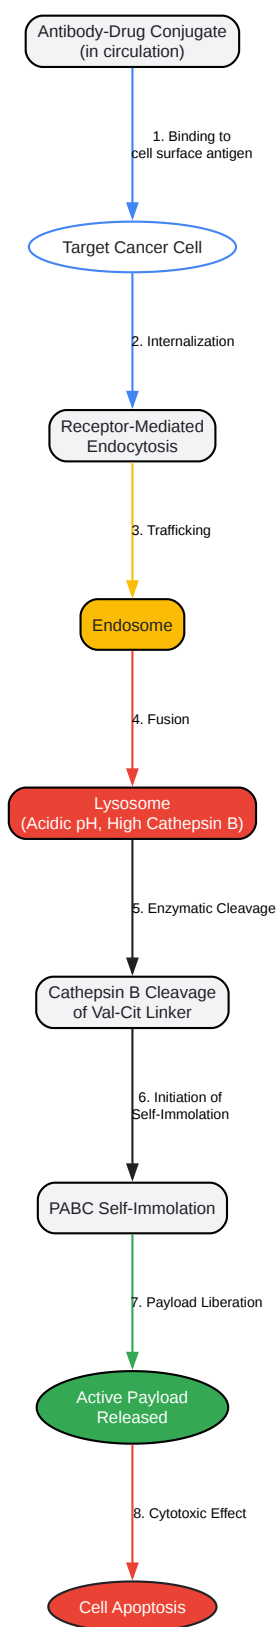 Antibody-Drug Conjugate
(in circulation)
1. Binding to
cell surface antigen
Target Cancer Cell
2. Internalization
Receptor-Mediated
Endocytosis
3. Trafficking
Endosome
4. Fusion
Lysosome
(Acidic pH, High Cathepsin B)
5. Enzymatic Cleavage
Cathepsin B Cleavage
of Val-Cit Linker
6. Initiation of
Self-Immolation
PABC Self-Immolation
7. Payload Liberation
Active Payload
Released
8. Cytotoxic Effect
Cell Apoptosis